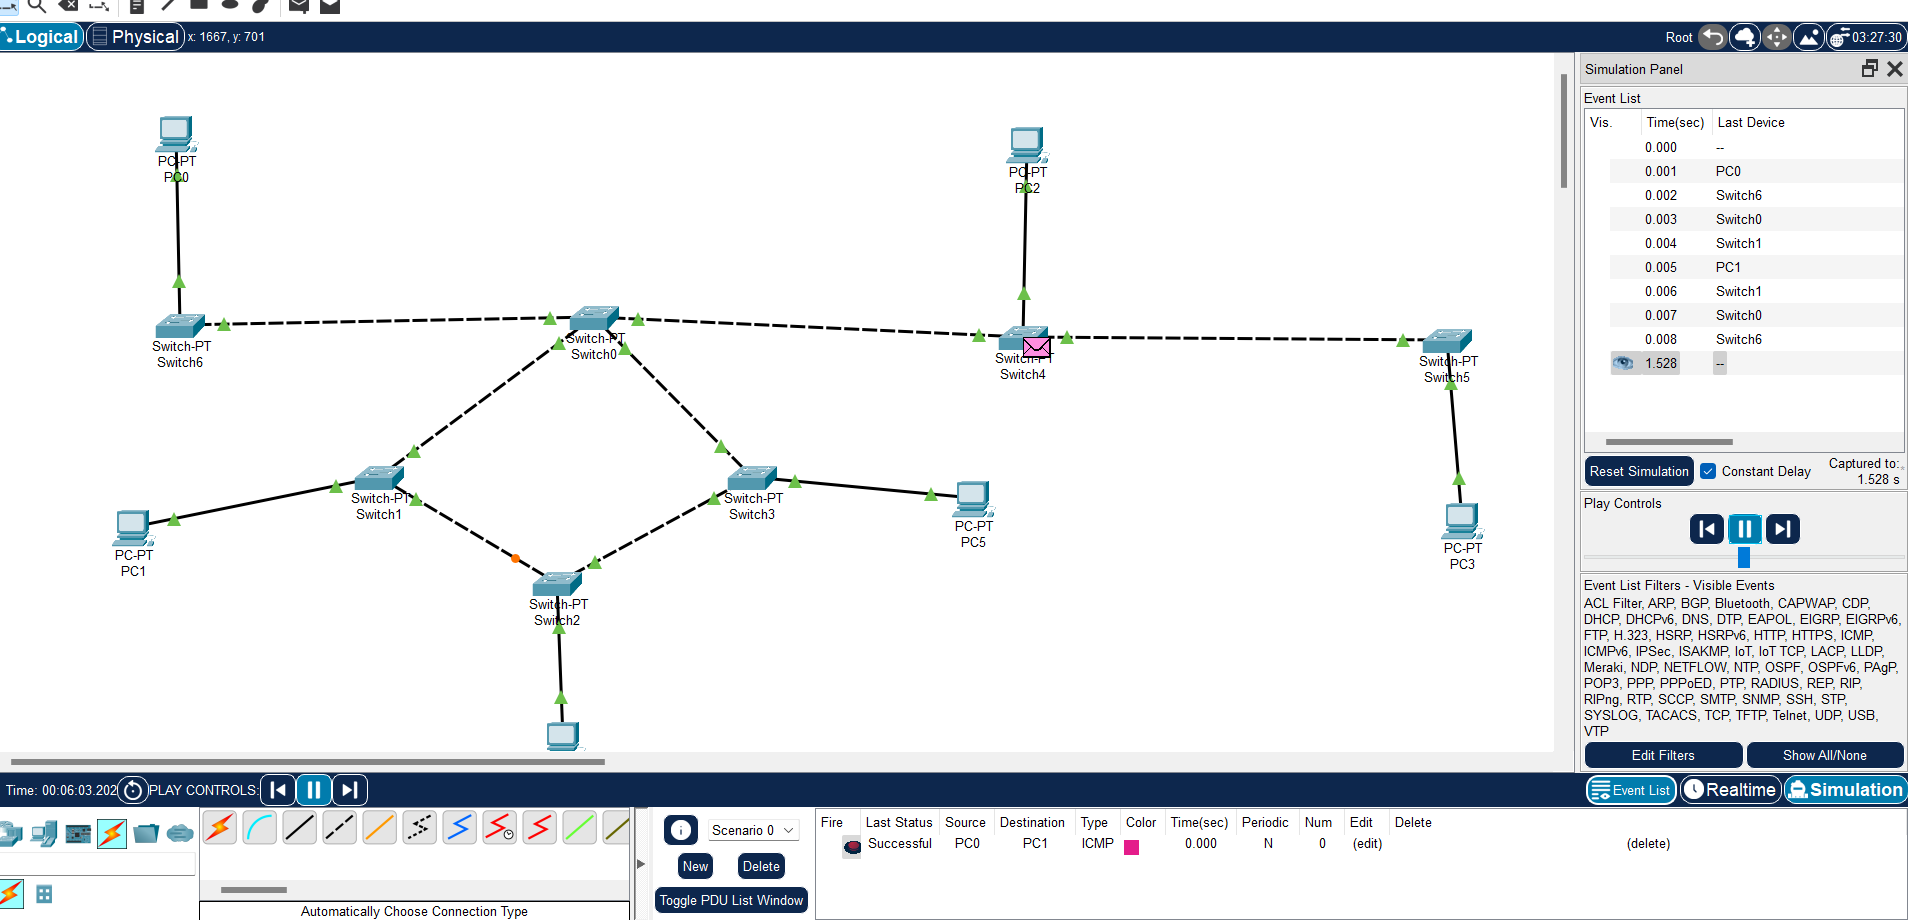 Logical
Physical
x: 1667, y: 701
Root
03:27:30
PC-PT
PC0
PC-PT
PC2
Switch-PT
Switch6
Switch-PT
Switch0
Switch-PT
Switch4
Switch-PT
Switch5
Switch-PT
Switch1
Switch-PT
Switch3
PC-PT
PC1
PC-PT
PC5
PC-PT
PC3
Switch-PT
Switch2
Simulation Panel
Event List
Vis. Time(sec) Last Device
0.000 --
0.001 PC0
0.002 Switch6
0.003 Switch0
0.004 Switch1
0.005 PC1
0.006 Switch1
0.007 Switch0
0.008 Switch6
1.528 --
Reset Simulation
Constant Delay
Captured to:
1.528 s
Play Controls
Event List Filters - Visible Events
ACL Filter, ARP, BGP, Bluetooth, CAPWAP, CDP,
DHCP, DHCPv6, DNS, DTP, EAPOL, EIGRP, EIGRPv6,
FTP, H.323, HSRP, HSRPv6, HTTP, HTTPS, ICMP,
ICMPv6, IPSec, ISAKMP, IoT, IoT TCP, LACP, LLDP,
Meraki, NDP, NETFLOW, NTP, OSPF, OSPFv6, PAgP,
POP3, PPP, PPPoED, PTP, RADIUS, REP, RIP,
RIPng, RTP, SCCP, SMTP, SNMP, SSH, STP,
SYSLOG, TACACS, TCP, TFTP, Telnet, UDP, USB,
VTP
Edit Filters
Show All/None
Time: 00:06:03.202
PLAY CONTROLS:
Event List
Realtime
Simulation
Automatically Choose Connection Type
Scenario 0
New
Delete
Toggle PDU List Window
Fire Last Status Source Destination Type Color Time(sec) Periodic Num Edit Delete
Successful PC0 PC1 ICMP 0.000 N 0 (edit) (delete)